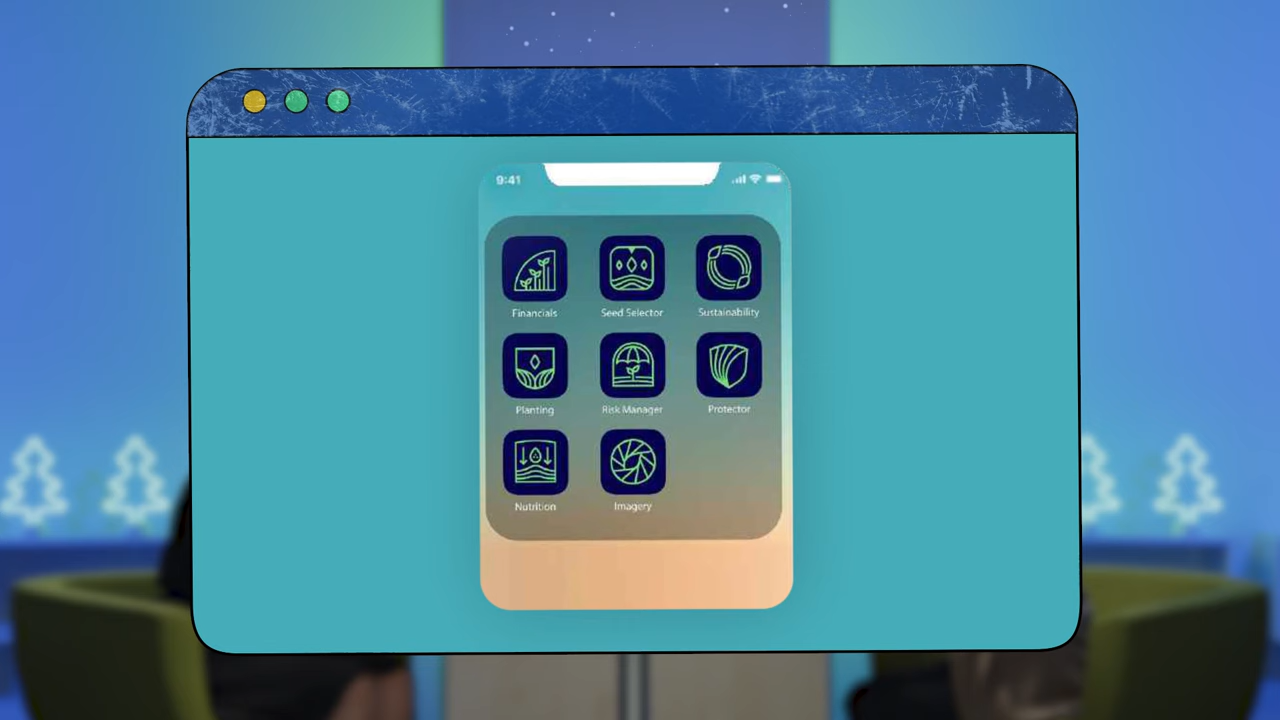 9:41
Financials
Seed Selector
Sustainability
Planting
Risk Manager
Protector
Nutrition
Imagery